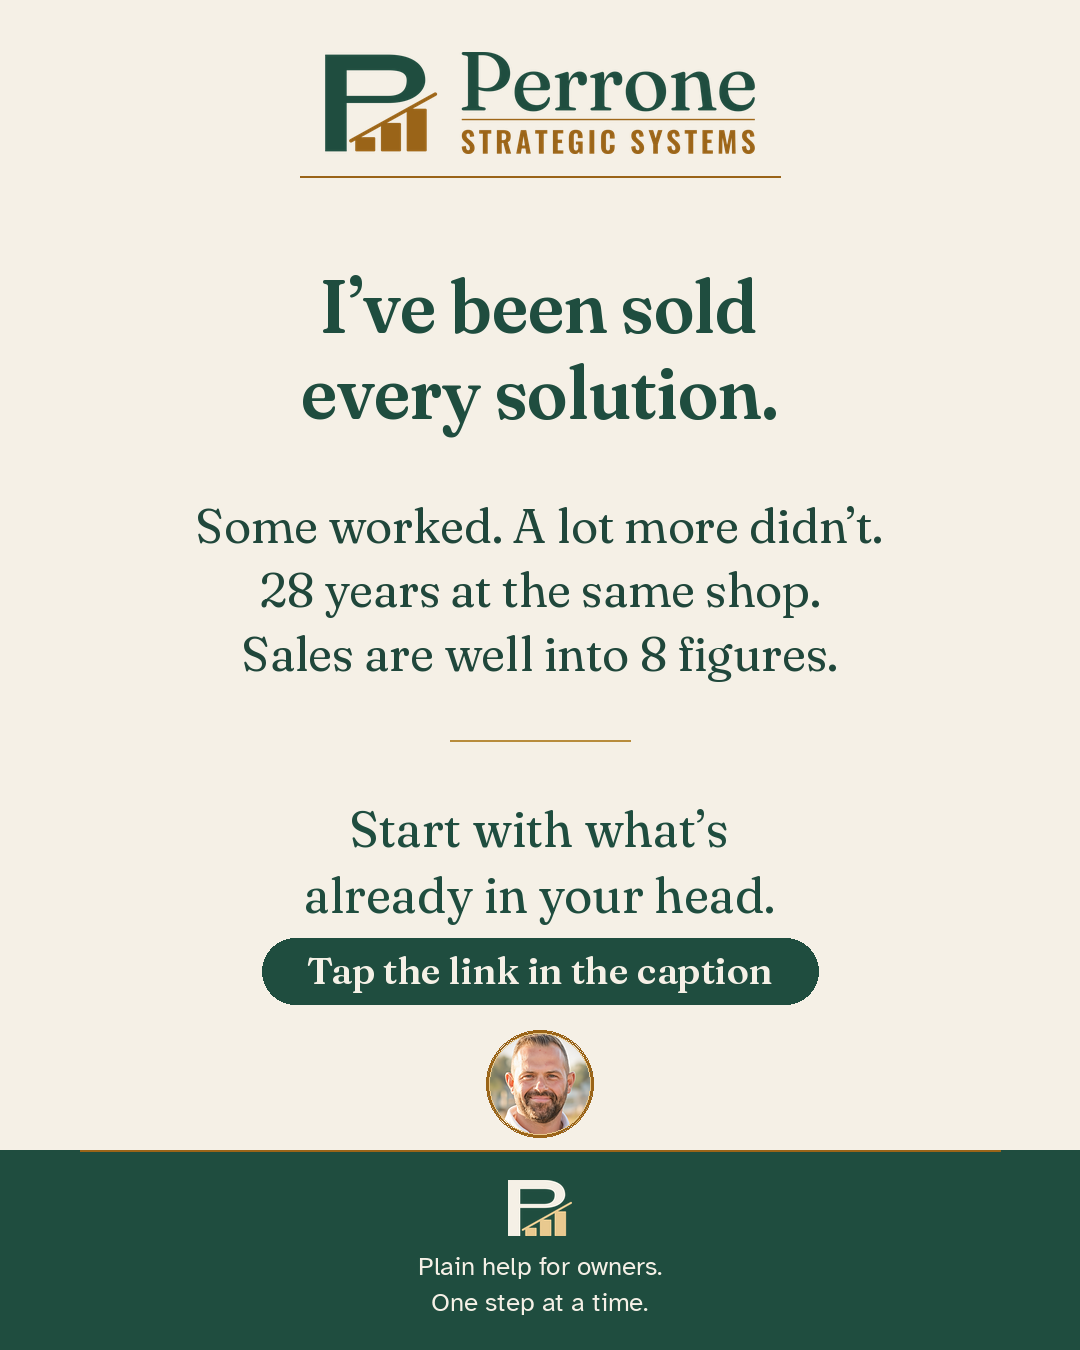 Perrone
STRATEGIC SYSTEMS
I’ve been sold
every solution.
Some worked. A lot more didn’t.
28 years at the same shop.
Sales are well into 8 figures.
Start with what’s
already in your head.
Tap the link in the caption
Plain help for owners.
One step at a time.